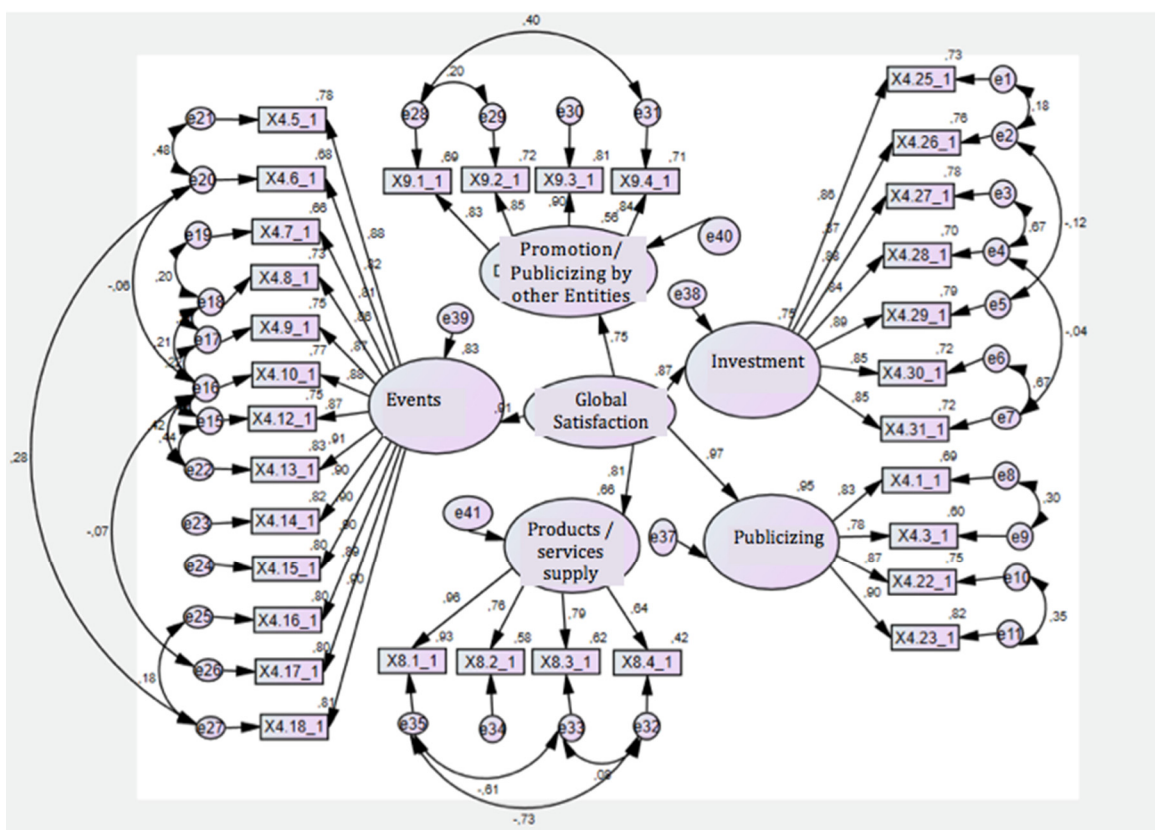 ,40
,20
e28
e29
e30
e31
,69
,72
,81
,71
X9.1_1
X9.2_1
X9.3_1
X9.4_1
,83
,85
,90
,56
,84
Promotion/
Publicizing by
other Entities
e40
,75
e21
,78
X4.5_1
,48
e20
,68
X4.6_1
,66
e19
X4.7_1
,73
,20
X4.8_1
e18
-,06
,75
e17
X4.9_1
,21
,77
e16
X4.10_1
,75
e15
X4.12_1
,42
,44
,83
e22
X4.13_1
,82
e23
X4.14_1
,28
-,07
,80
e24
X4.15_1
,80
e25
X4.16_1
,80
e26
X4.17_1
,18
,81
e27
X4.18_1
,88
,82
,81
,86
,87
,88
,87
,91
,90
,90
,90
,89
,90
e39
,83
Events
,91
Global
Satisfaction
,87
e38
,75
Investment
,86
,87
,88
,84
,89
,85
,85
,73
X4.25_1
e1
,18
,76
X4.26_1
e2
,78
X4.27_1
e3
,67
-,12
,70
X4.28_1
e4
,79
X4.29_1
e5
-,04
,72
X4.30_1
e6
,67
,72
X4.31_1
e7
,97
,95
e37
Publicizing
,83
,78
,87
,90
,69
X4.1_1
e8
,30
,60
X4.3_1
e9
,75
X4.22_1
e10
,35
,82
X4.23_1
e11
,81
,66
e41
Products /
services
supply
,96
,76
,79
,64
,93
,58
,62
,42
X8.1_1
X8.2_1
X8.3_1
X8.4_1
e35
e34
e33
e32
-,61
-,73